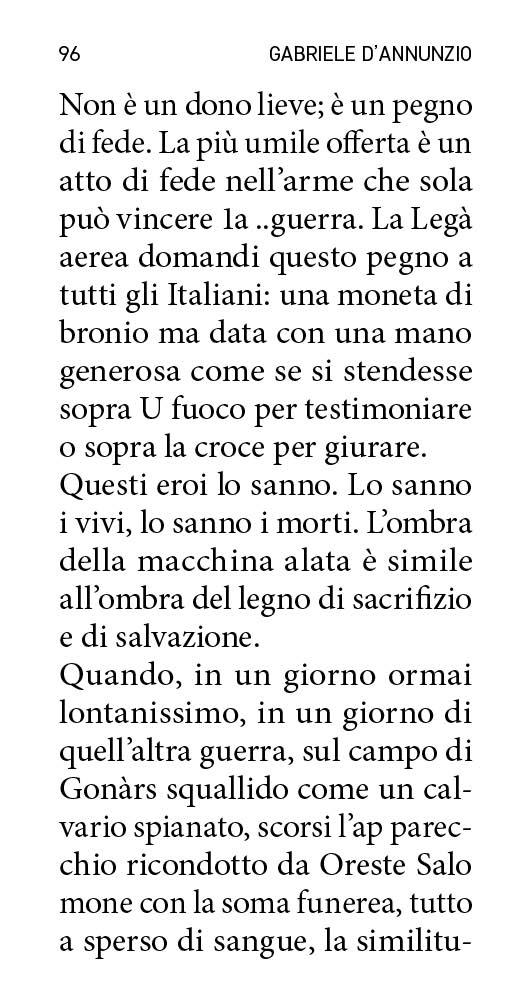 96
GABRIELE D’ANNUNZIO
Non è un dono lieve; è un pegno
di fede. La più umile offerta è un
atto di fede nell’arme che sola
può vincere 1a ..guerra. La Legà
aerea domandi questo pegno a
tutti gli Italiani: una moneta di
bronio ma data con una mano
generosa come se si stendesse
sopra U fuoco per testimoniare
o sopra la croce per giurare.
Questi eroi lo sanno. Lo sanno
i vivi, lo sanno i morti. L’ombra
della macchina alata è simile
all’ombra del legno di sacrifizio
e di salvazione.
Quando, in un giorno ormai
lontanissimo, in un giorno di
quell’altra guerra, sul campo di
Gonàrs squallido come un cal-
vario spianato, scorsi l’ap parec-
chio ricondotto da Oreste Salo
mone con la soma funerea, tutto
a sperso di sangue, la similitu-